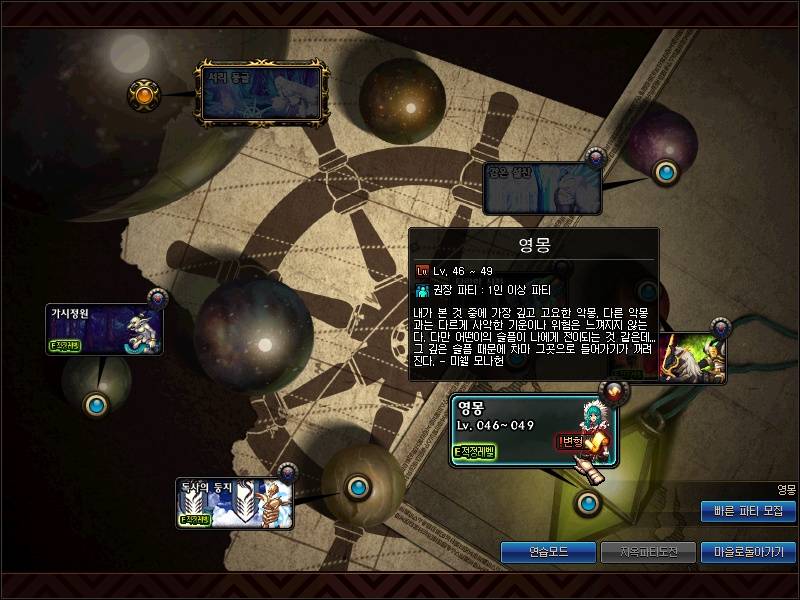 서리 동굴
검은 설산
영몽
Lv. 46 ~ 49
권장 파티 : 1인 이상 파티
내가 본 것 중에 가장 깊고 고요한 악몽, 다른 악몽
과는 다르게 사악한 기운이나 위험은 느껴지지 않는
다. 다만 어떤이의 슬픔이 나에게 전이되는 것 같은데...
그 깊은 슬픔 때문에 차마 그곳으로 들어가기가 꺼려
진다. - 미쉘 모나헌
가시정원
E적정레벨
영몽
Lv. 046~049
!변형
E적정레벨
독사의 둥지
E적정레벨
영몽
빠른 파티 모집
연습모드
지옥파티도전
마을로돌아가기